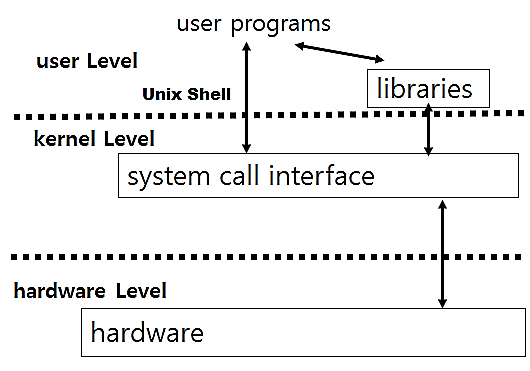 user programs
user Level
libraries
Unix Shell
kernel Level
system call interface
hardware Level
hardware